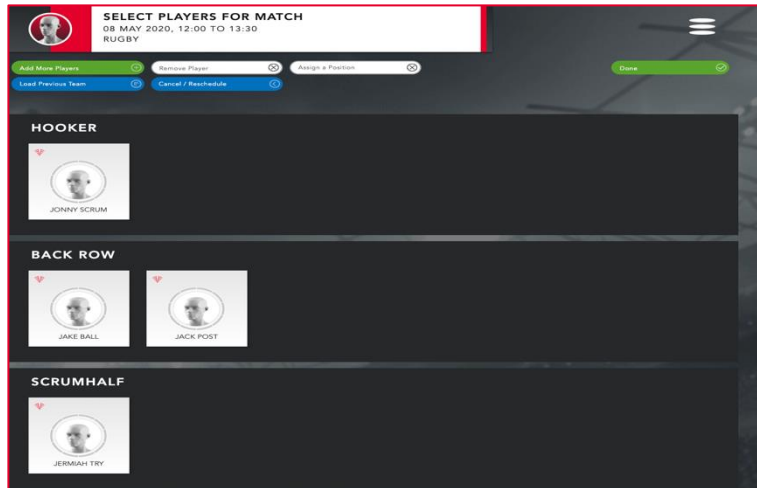 SELECT PLAYERS FOR MATCH
08 MAY 2020, 12:00 TO 13:30
RUGBY
Add More Players
Remove Player
Assign a Position
Done
Load Previous Team
Cancel / Reschedule
HOOKER
JONNY SCRUM
BACK ROW
JAKE BALL
JACK POST
SCRUMHALF
JERMIAH TRY